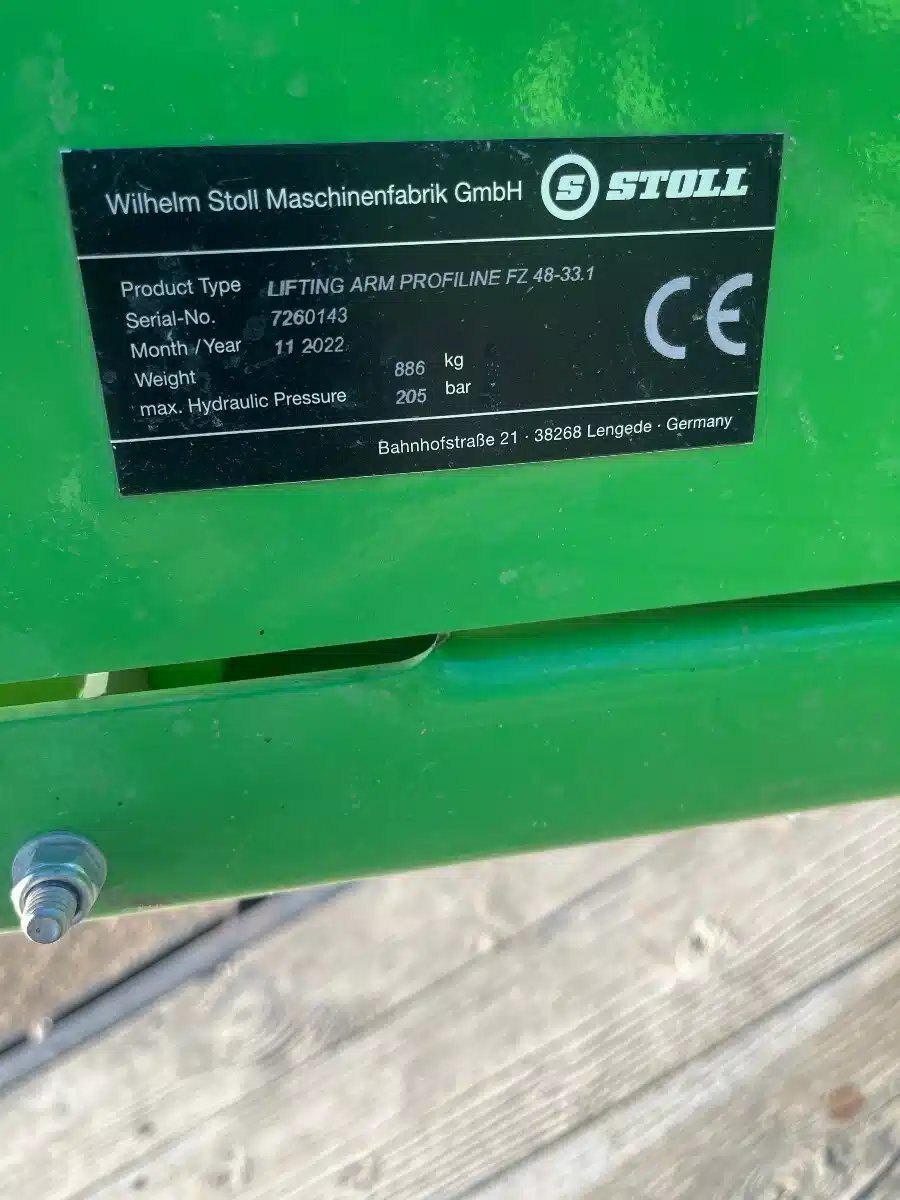 Wilhelm Stoll Maschinenfabrik GmbH S STOLL
Product Type LIFTING ARM PROFILINE FZ 48-33.1
Serial-No. 7260143
Month /Year 11 2022
Weight 886 kg
max. Hydraulic Pressure 205 bar
CE
Bahnhofstraße 21 · 38268 Lengede · Germany